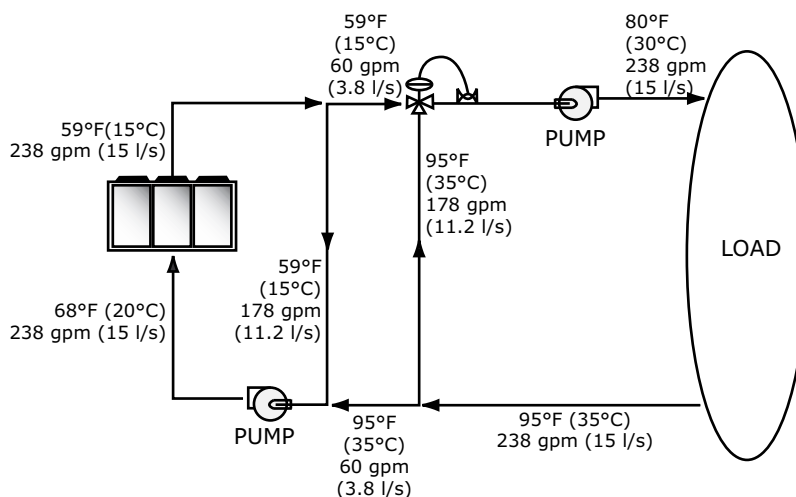 59°F
(15°C)
60 gpm
(3.8 l/s)
80°F
(30°C)
238 gpm
(15 l/s)
59°F(15°C)
238 gpm (15 l/s)
PUMP
95°F
(35°C)
178 gpm
(11.2 l/s)
LOAD
59°F
(15°C)
178 gpm
(11.2 l/s)
68°F (20°C)
238 gpm (15 l/s)
PUMP
95°F
(35°C)
60 gpm
(3.8 l/s)
95°F (35°C)
238 gpm (15 l/s)